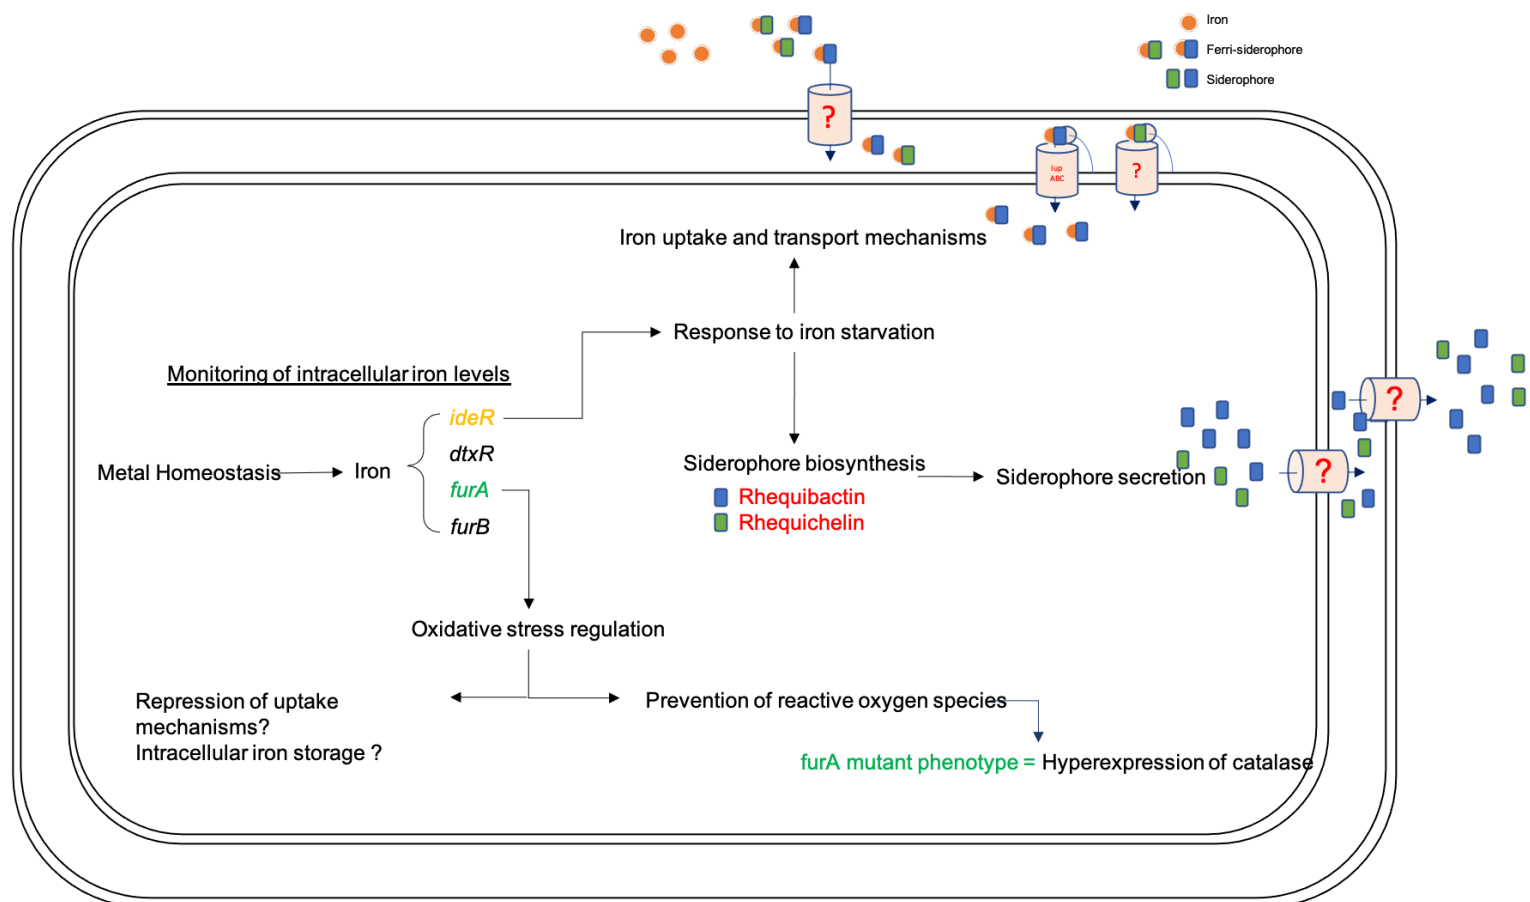 Iron
Ferri-siderophore
Siderophore
?
Iup
ABC
?
Iron uptake and transport mechanisms
Response to iron starvation
Monitoring of intracellular iron levels
ideR
dtxR
Metal Homeostasis
Iron
furA
furB
Siderophore biosynthesis
Rhequibactin
Rhequichelin
Siderophore secretion
?
?
Oxidative stress regulation
Repression of uptake
mechanisms?
Intracellular iron storage ?
Prevention of reactive oxygen species
furA mutant phenotype = Hyperexpression of catalase